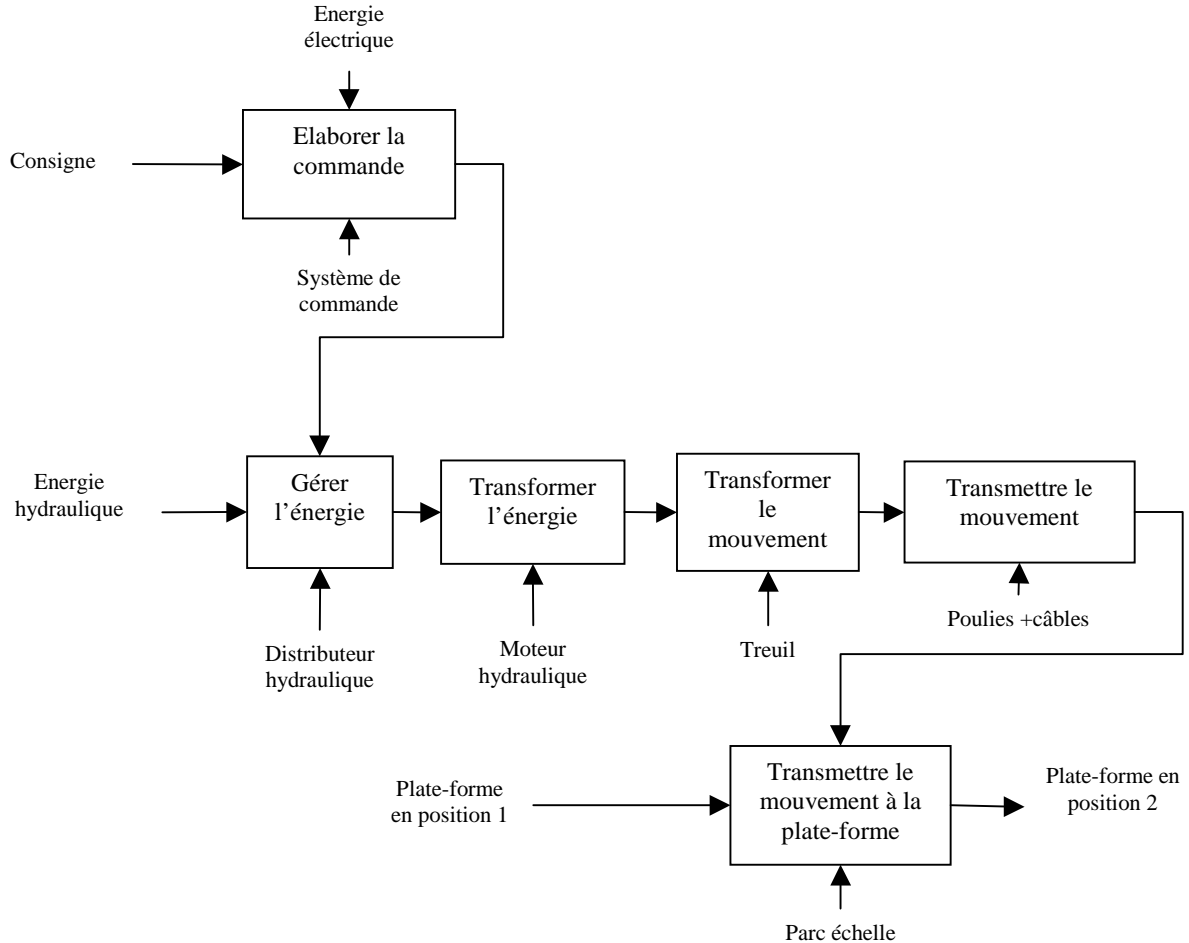 Energie
électrique
Elaborer la
commande
Consigne
Système de
commande
Energie
hydraulique
Gérer
l’énergie
Transformer
l’énergie
Transformer
le
mouvement
Transmettre le
mouvement
Distributeur
hydraulique
Moteur
hydraulique
Treuil
Poulies +câbles
Plate-forme
en position 1
Transmettre le
mouvement à la
plate-forme
Plate-forme en
position 2
Parc échelle